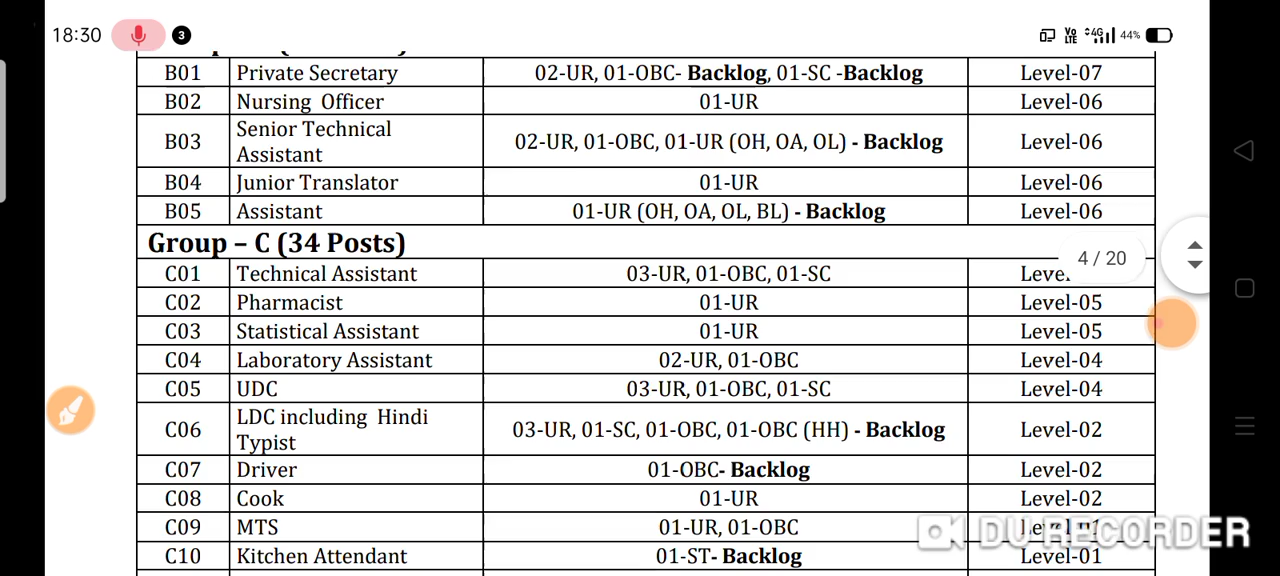 18:30 3 Vo LTE 4G 44%
B01 Private Secretary 02-UR, 01-OBC- Backlog, 01-SC -Backlog Level-07
B02 Nursing Officer 01-UR Level-06
B03 Senior Technical Assistant 02-UR, 01-OBC, 01-UR (OH, OA, OL) - Backlog Level-06
B04 Junior Translator 01-UR Level-06
B05 Assistant 01-UR (OH, OA, OL, BL) - Backlog Level-06
Group – C (34 Posts)
4 / 20
C01 Technical Assistant 03-UR, 01-OBC, 01-SC
C02 Pharmacist 01-UR Level-05
C03 Statistical Assistant 01-UR Level-05
C04 Laboratory Assistant 02-UR, 01-OBC Level-04
C05 UDC 03-UR, 01-OBC, 01-SC Level-04
C06 LDC including Hindi Typist 03-UR, 01-SC, 01-OBC, 01-OBC (HH) - Backlog Level-02
C07 Driver 01-OBC- Backlog Level-02
C08 Cook 01-UR Level-02
C09 MTS 01-UR, 01-OBC Level-01
DU RECORDER
C10 Kitchen Attendant 01-ST- Backlog Level-01